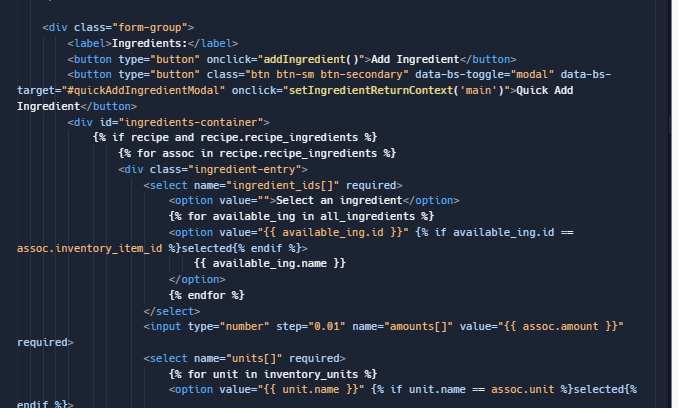 <div class="form-group">
<label>Ingredients:</label>
<button type="button" onclick="addIngredient()">Add Ingredient</button>
<button type="button" class="btn btn-sm btn-secondary" data-bs-toggle="modal" data-bs-
target="#quickAddIngredientModal" onclick="setIngredientReturnContext('main')">Quick Add
Ingredient</button>
<div id="ingredients-container">
{% if recipe and recipe.recipe_ingredients %}
{% for assoc in recipe.recipe_ingredients %}
<div class="ingredient-entry">
<select name="ingredient_ids[]" required>
<option value="">Select an ingredient</option>
{% for available_ing in all_ingredients %}
<option value="{{ available_ing.id }}" {% if available_ing.id ==
assoc.inventory_item_id %}selected{% endif %}>
{{ available_ing.name }}
</option>
{% endfor %}
</select>
<input type="number" step="0.01" name="amounts[]" value="{{ assoc.amount }}"
required>
<select name="units[]" required>
{% for unit in inventory_units %}
<option value="{{ unit.name }}" {% if unit.name == assoc.unit %}selected{%
endif %}>